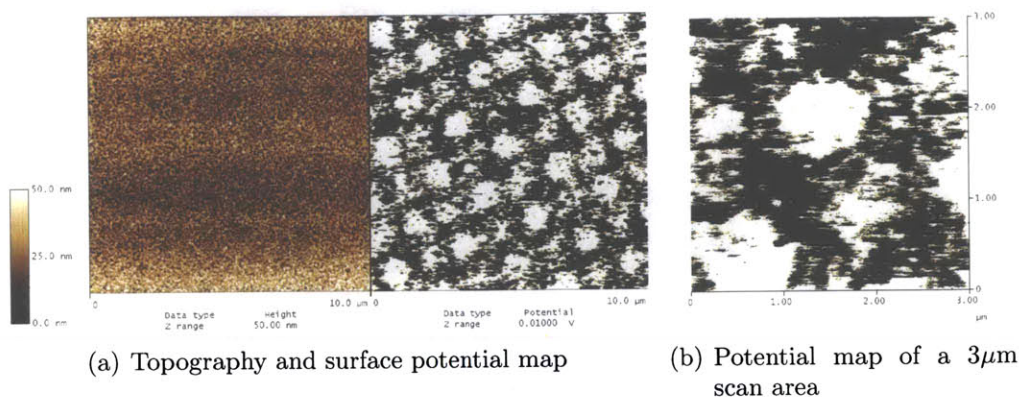 50.0 nm
25.0 nm
0.0 nm
0
10.0 µm
0
10.0 µm
Data type Height
Z range 50.00 nm
Data type Potential
Z range 0.01000 V
3.00
2.00
1.00
0
0
1.00
2.00
3.00
µm
(a) Topography and surface potential map
(b) Potential map of a 3µm
scan area